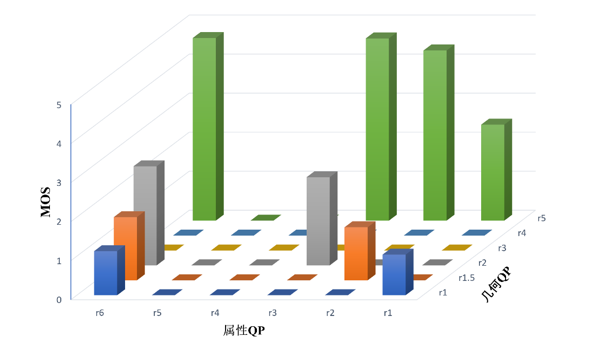 5
4
3
2
1
0
MOS
r6 r5 r4 r3 r2 r1
属性QP
r1
r1.5
r2
r3
r4
r5
几何QP